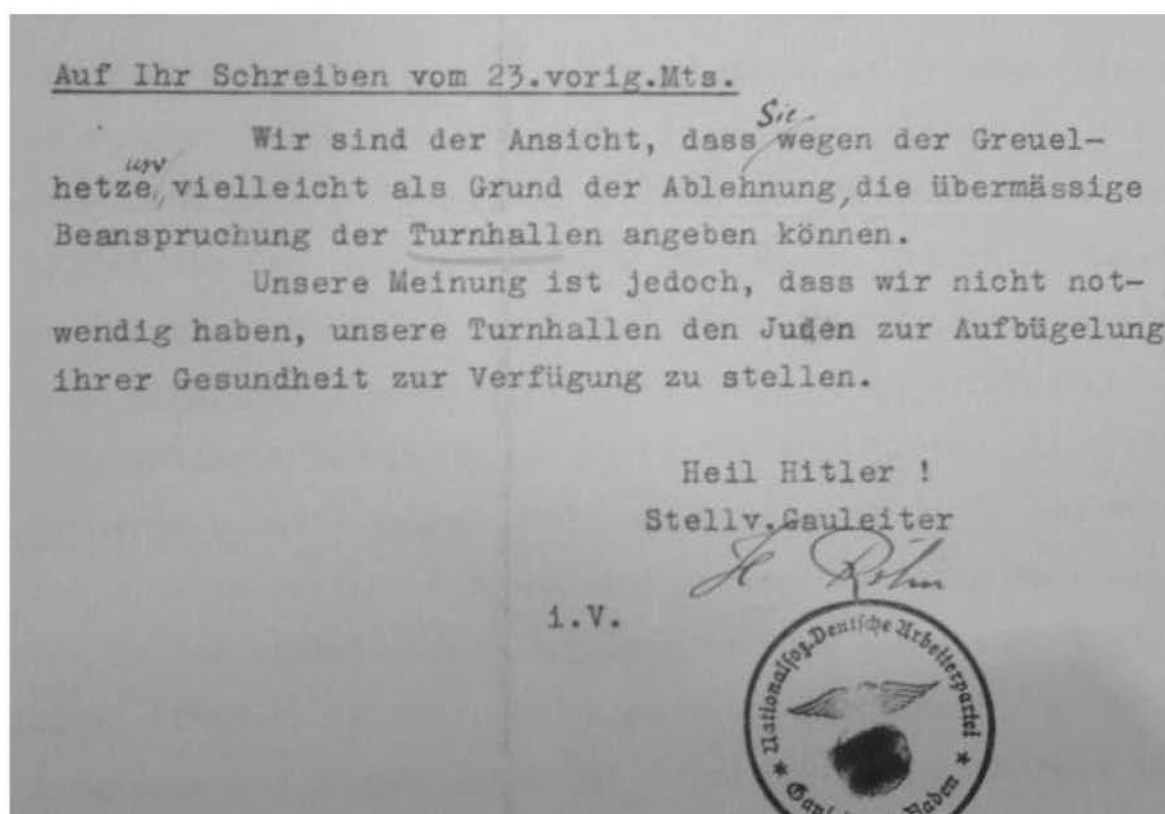 Auf Ihr Schreiben vom 23.vorig.Mts.
Sie
Wir sind der Ansicht, dass wegen der Greuel-
hetze, vielleicht als Grund der Ablehnung, die übermässige
Beanspruchung der Turnhallen angeben können.
Unsere Meinung ist jedoch, dass wir nicht not-
wendig haben, unsere Turnhallen den Juden zur Aufbügelung
ihrer Gesundheit zur Verfügung zu stellen.
Heil Hitler !
Stellv.Gauleiter
i.V.
Nationalsoz. Deutsche Arbeiterpartei
Baden